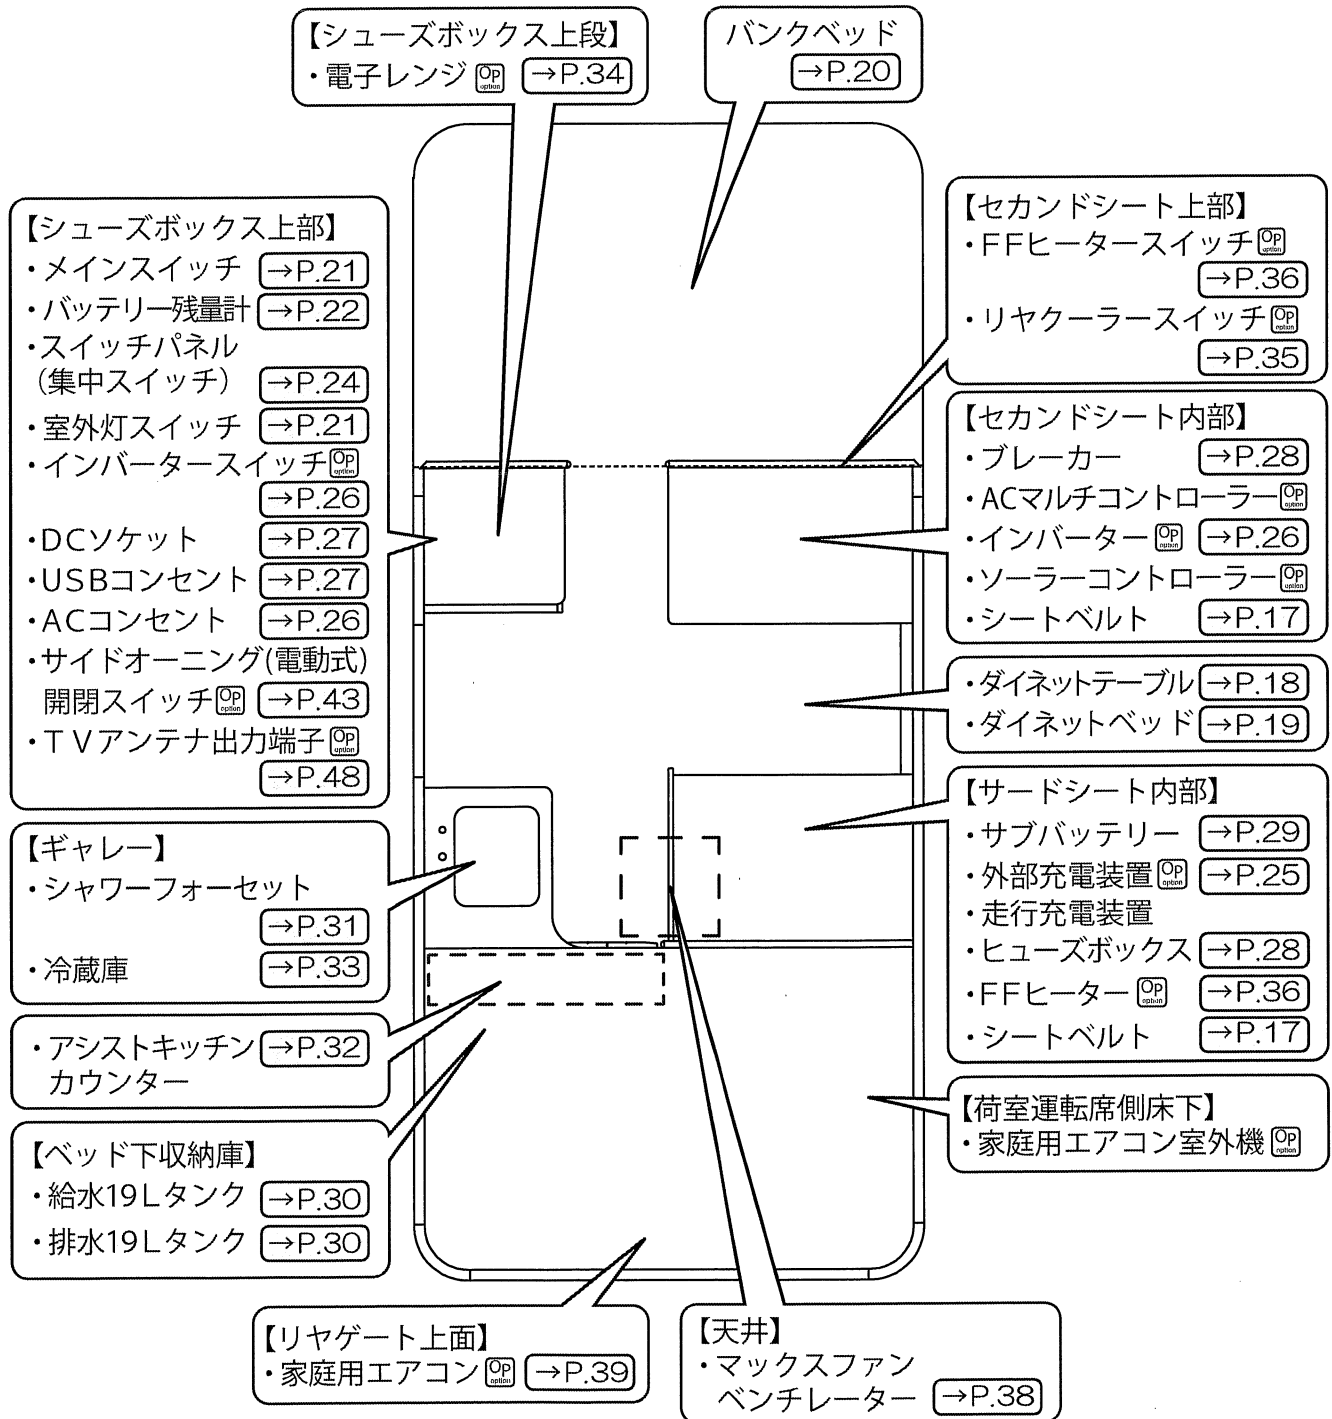 【シューズボックス上段】
・電子レンジ OP option →P.34
バンクベッド
→P.20
【シューズボックス上部】
・メインスイッチ →P.21
・バッテリー残量計 →P.22
・スイッチパネル
（集中スイッチ） →P.24
・室外灯スイッチ →P.21
・インバータースイッチ OP option
→P.26
・DCソケット →P.27
・USBコンセント →P.27
・ACコンセント →P.26
・サイドオーニング(電動式)
開閉スイッチ OP option →P.43
・TVアンテナ出力端子 OP option
→P.48
【ギャレー】
・シャワーフォーセット
→P.31
・冷蔵庫 →P.33
・アシストキッチン →P.32
カウンター
【ベッド下収納庫】
・給水19Lタンク →P.30
・排水19Lタンク →P.30
【セカンドシート上部】
・FFヒータースイッチ OP option
→P.36
・リヤクーラースイッチ OP option
→P.35
【セカンドシート内部】
・ブレーカー →P.28
・ACマルチコントローラー OP option
・インバーター OP option →P.26
・ソーラーコントローラー OP option
・シートベルト →P.17
・ダイネットテーブル →P.18
・ダイネットベッド →P.19
【サードシート内部】
・サブバッテリー →P.29
・外部充電装置 OP option →P.25
・走行充電装置
・ヒューズボックス →P.28
・FFヒーター OP option →P.36
・シートベルト →P.17
【荷室運転席側床下】
・家庭用エアコン室外機 OP option
【リヤゲート上面】
・家庭用エアコン OP option →P.39
【天井】
・マックスファン
ベンチレーター →P.38